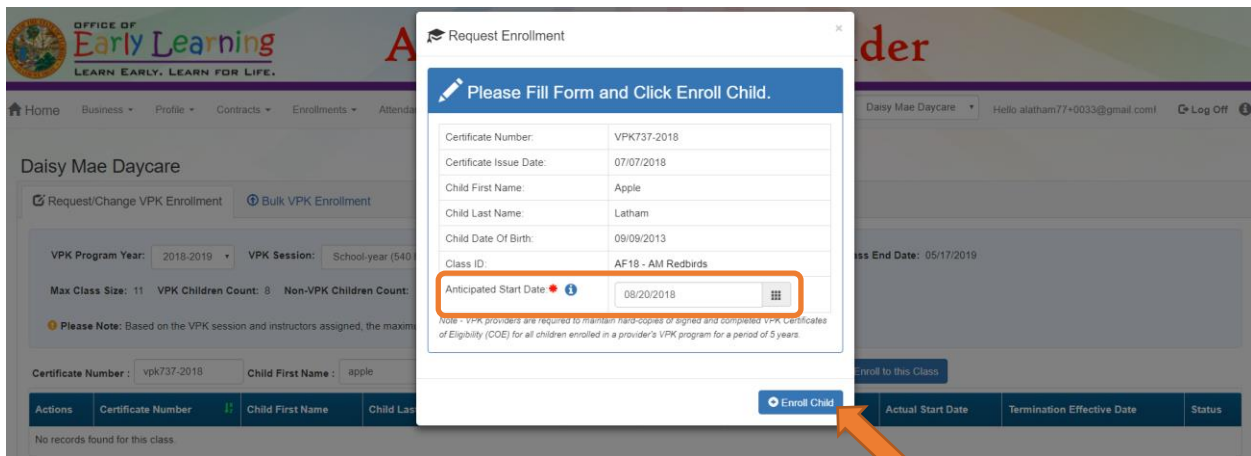 OFFICE OF
Early Learning
LEARN EARLY. LEARN FOR LIFE.
A
der
Home Business Profile Contracts Enrollments Attenda
Daisy Mae Daycare Hello alatham77+0033@gmail.com! Log Off
Request Enrollment ×
Please Fill Form and Click Enroll Child.
Certificate Number: VPK737-2018
Certificate Issue Date: 07/07/2018
Child First Name: Apple
Child Last Name: Latham
Child Date Of Birth: 09/09/2013
Class ID: AF18 - AM Redbirds
Anticipated Start Date: 08/20/2018
Note - VPK providers are required to maintain hard-copies of signed and completed VPK Certificates
of Eligibility (COE) for all children enrolled in a provider's VPK program for a period of 5 years.
Enroll Child
Daisy Mae Daycare
Request/Change VPK Enrollment Bulk VPK Enrollment
VPK Program Year: 2018-2019 VPK Session: School-year (540 ass End Date: 05/17/2019
Max Class Size: 11 VPK Children Count: 8 Non-VPK Children Count:
Please Note: Based on the VPK session and instructors assigned, the maximu
Certificate Number : vpk737-2018 Child First Name : apple Enroll to this Class
Actions Certificate Number Child First Name Child Las Actual Start Date Termination Effective Date Status
No records found for this class.